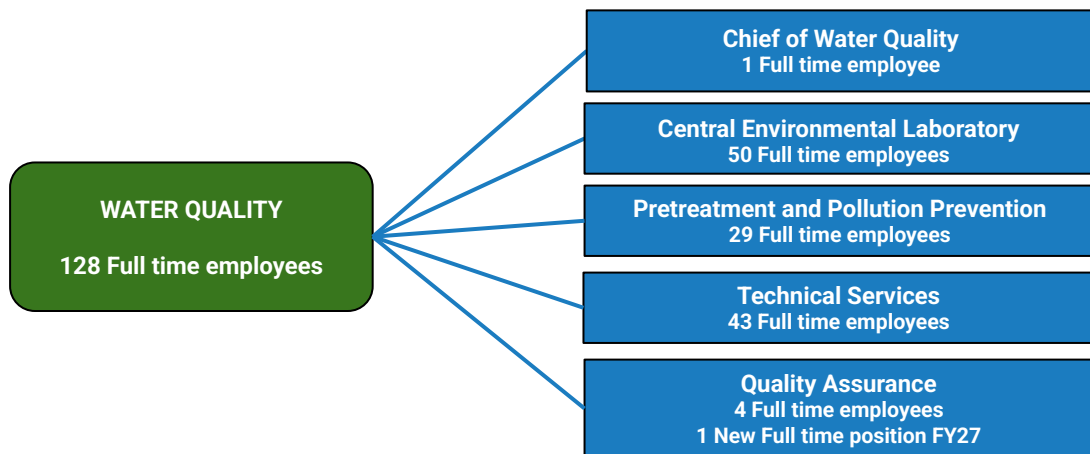 WATER QUALITY
128 Full time employees
Chief of Water Quality
1 Full time employee
Central Environmental Laboratory
50 Full time employees
Pretreatment and Pollution Prevention
29 Full time employees
Technical Services
43 Full time employees
Quality Assurance
4 Full time employees
1 New Full time position FY27